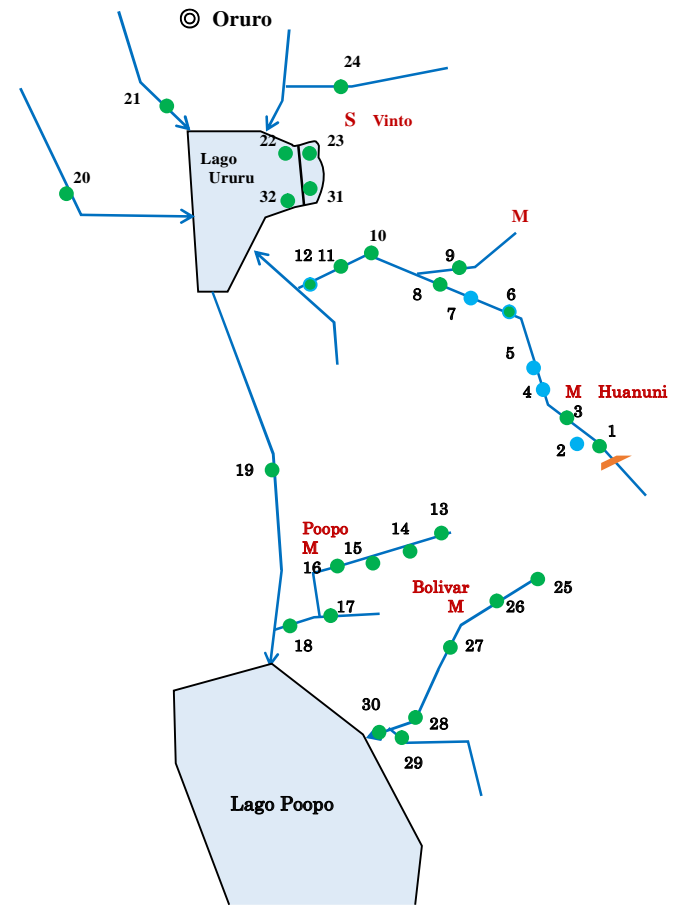 Oruro
24
21
S Vinto
22 23
Lago
Ururu
20
32 31
M
10
12 11 9
8
7 6
5
4 M Huanuni
3
1
2
19
13
Poopo
14
M
15
16
Bolivar
25
M
26
17
18
27
30
28
29
Lago Poopo